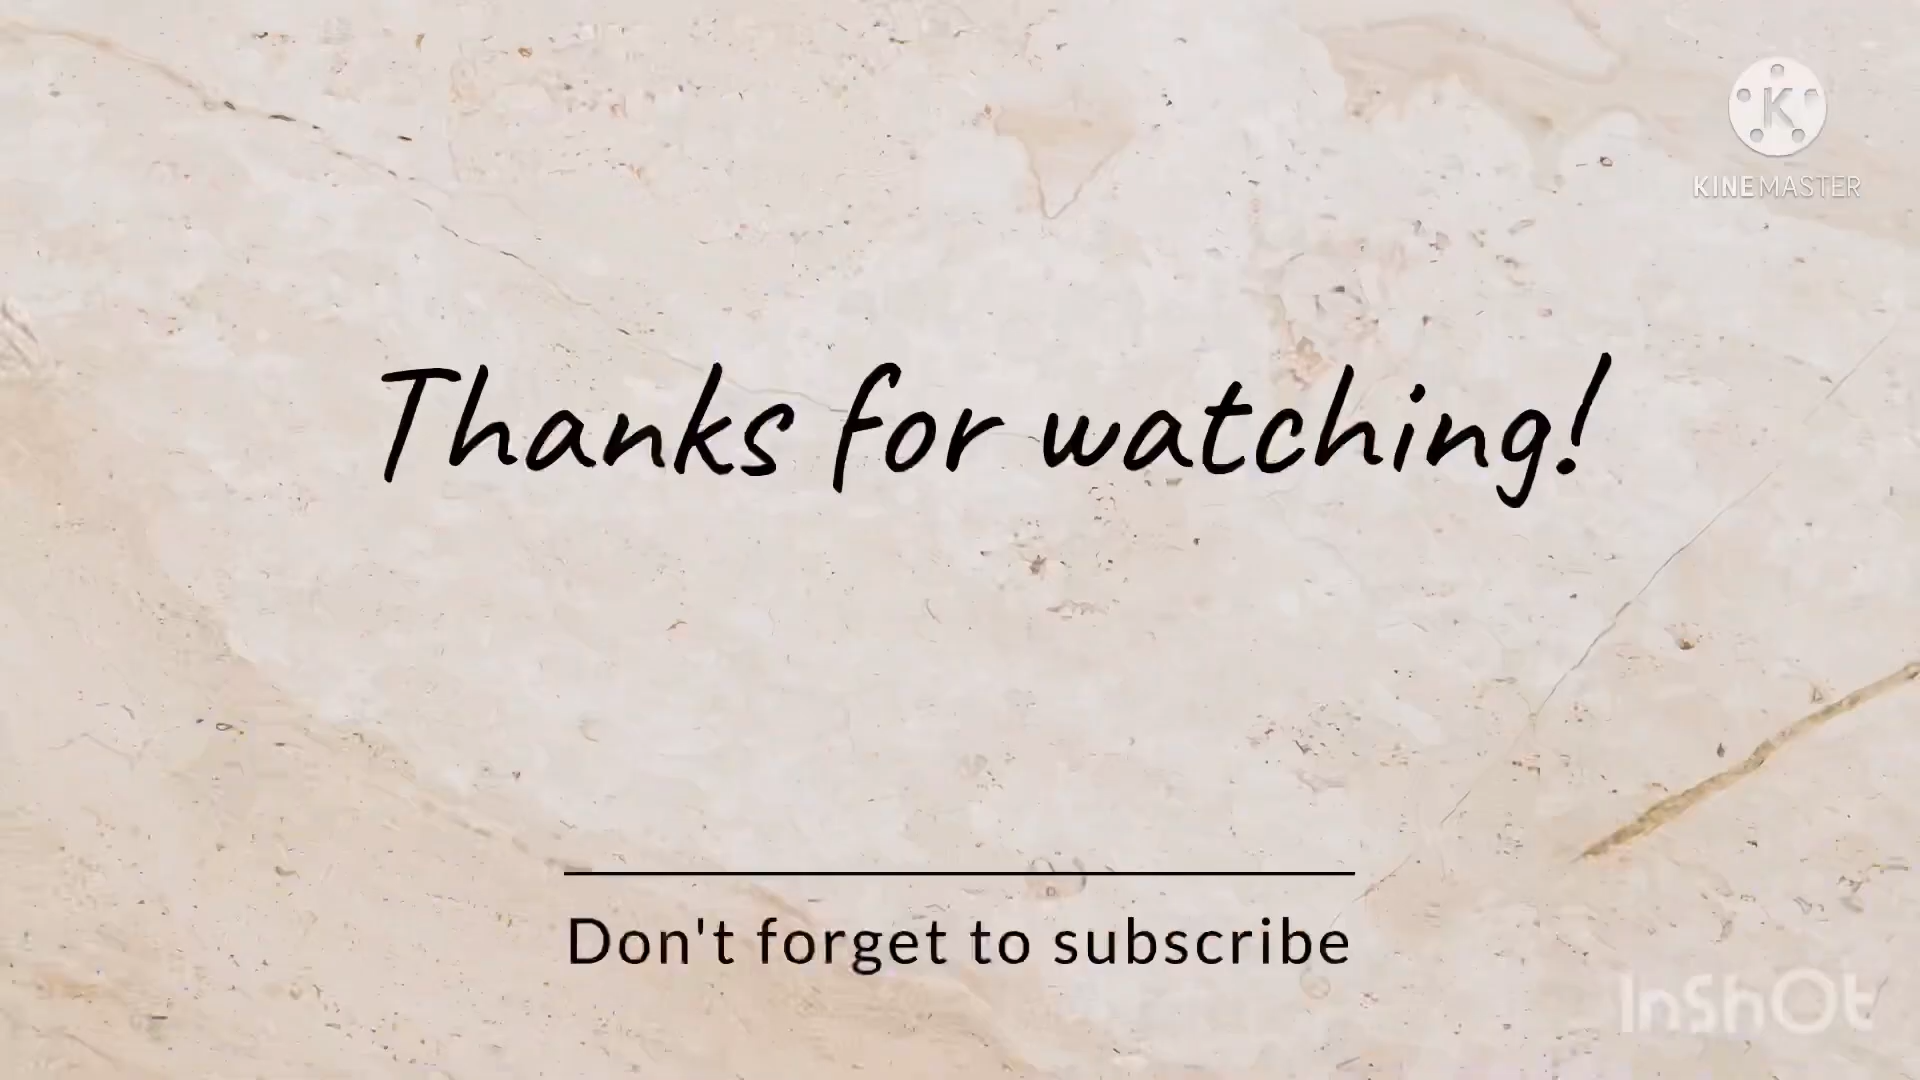 K
KINEMASTER
Thanks for watching!
Don't forget to subscribe
InShOt